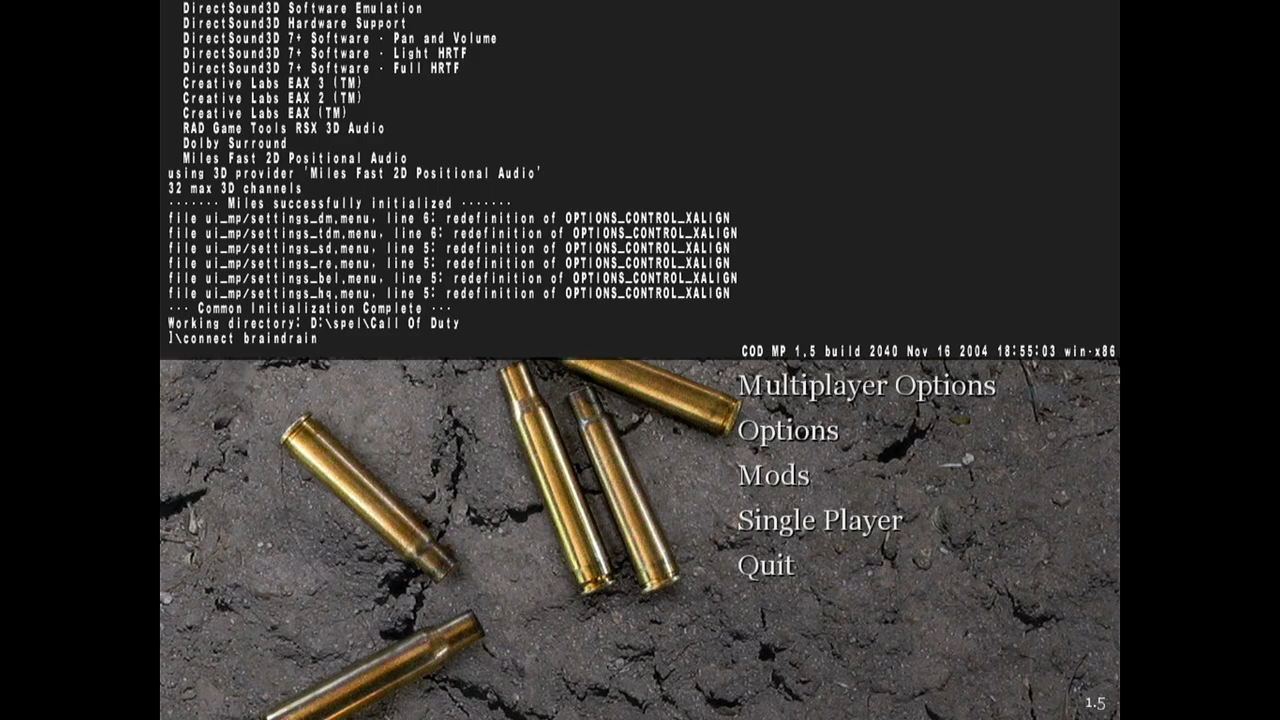 DirectSound3D Software Emulation
DirectSound3D Hardware Support
DirectSound3D 7+ Software - Pan and Volume
DirectSound3D 7+ Software - Light HRTF
DirectSound3D 7+ Software - Full HRTF
Creative Labs EAX 3 (TM)
Creative Labs EAX 2 (TM)
Creative Labs EAX (TM)
RAD Game Tools RSX 3D Audio
Dolby Surround
Miles Fast 2D Positional Audio
using 3D provider 'Miles Fast 2D Positional Audio'
32 max 3D channels
------- Miles successfully initialized -------
file ui_mp/settings_dm.menu, line 6: redefinition of OPTIONS_CONTROL_XALIGN
file ui_mp/settings_tdm.menu, line 6: redefinition of OPTIONS_CONTROL_XALIGN
file ui_mp/settings_sd.menu, line 5: redefinition of OPTIONS_CONTROL_XALIGN
file ui_mp/settings_re.menu, line 5: redefinition of OPTIONS_CONTROL_XALIGN
file ui_mp/settings_bel.menu, line 5: redefinition of OPTIONS_CONTROL_XALIGN
file ui_mp/settings_hq.menu, line 5: redefinition of OPTIONS_CONTROL_XALIGN
--- Common Initialization Complete ---
Working directory: D:\spel\Call Of Duty
]\connect braindrain
COD MP 1.5 build 2040 Nov 16 2004 18:55:03 win-x86
Multiplayer Options
Options
Mods
Single Player
Quit
1.5